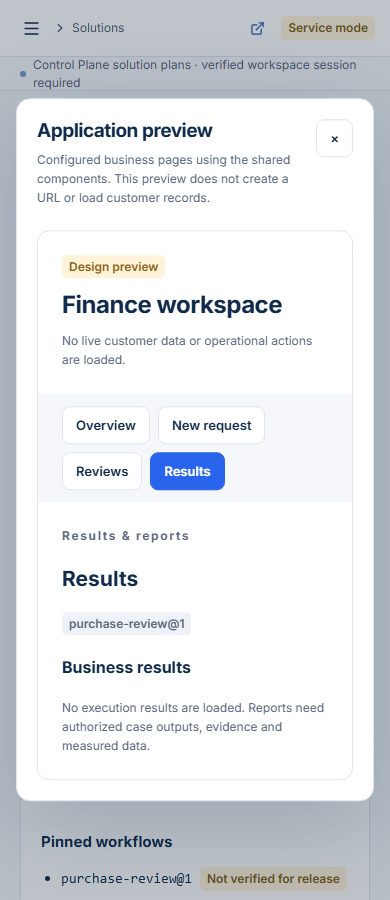 Solutions
Service mode
Control Plane solution plans · verified workspace session
required
Application preview
×
Configured business pages using the shared
components. This preview does not create a
URL or load customer records.
Design preview
Finance workspace
No live customer data or operational actions
are loaded.
Overview
New request
Reviews
Results
Results & reports
Results
purchase-review@1
Business results
No execution results are loaded. Reports need
authorized case outputs, evidence and
measured data.
Pinned workflows
purchase-review@1 Not verified for release